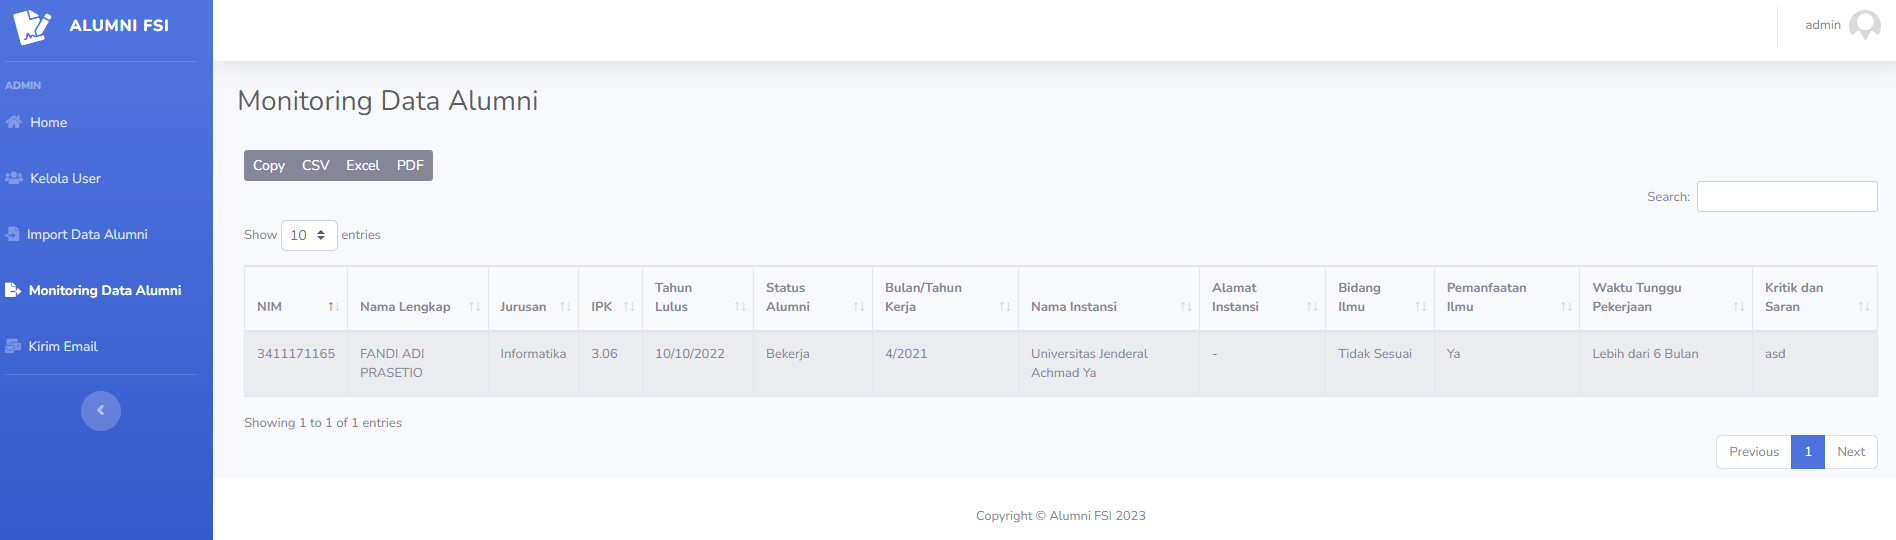 ALUMNI FSI
admin
ADMIN
Home
Kelola User
Import Data Alumni
Monitoring Data Alumni
Kirim Email
Monitoring Data Alumni
Copy CSV Excel PDF
Search:
Show 10 entries
NIM Nama Lengkap Jurusan IPK Tahun Lulus Status Alumni Bulan/Tahun Kerja Nama Instansi Alamat Instansi Bidang Ilmu Pemanfaatan Ilmu Waktu Tunggu Pekerjaan Kritik dan Saran
3411171165 FANDI ADI PRASETIO Informatika 3.06 10/10/2022 Bekerja 4/2021 Universitas Jenderal Achmad Ya - Tidak Sesuai Ya Lebih dari 6 Bulan asd
Showing 1 to 1 of 1 entries
Previous 1 Next
Copyright © Alumni FSI 2023